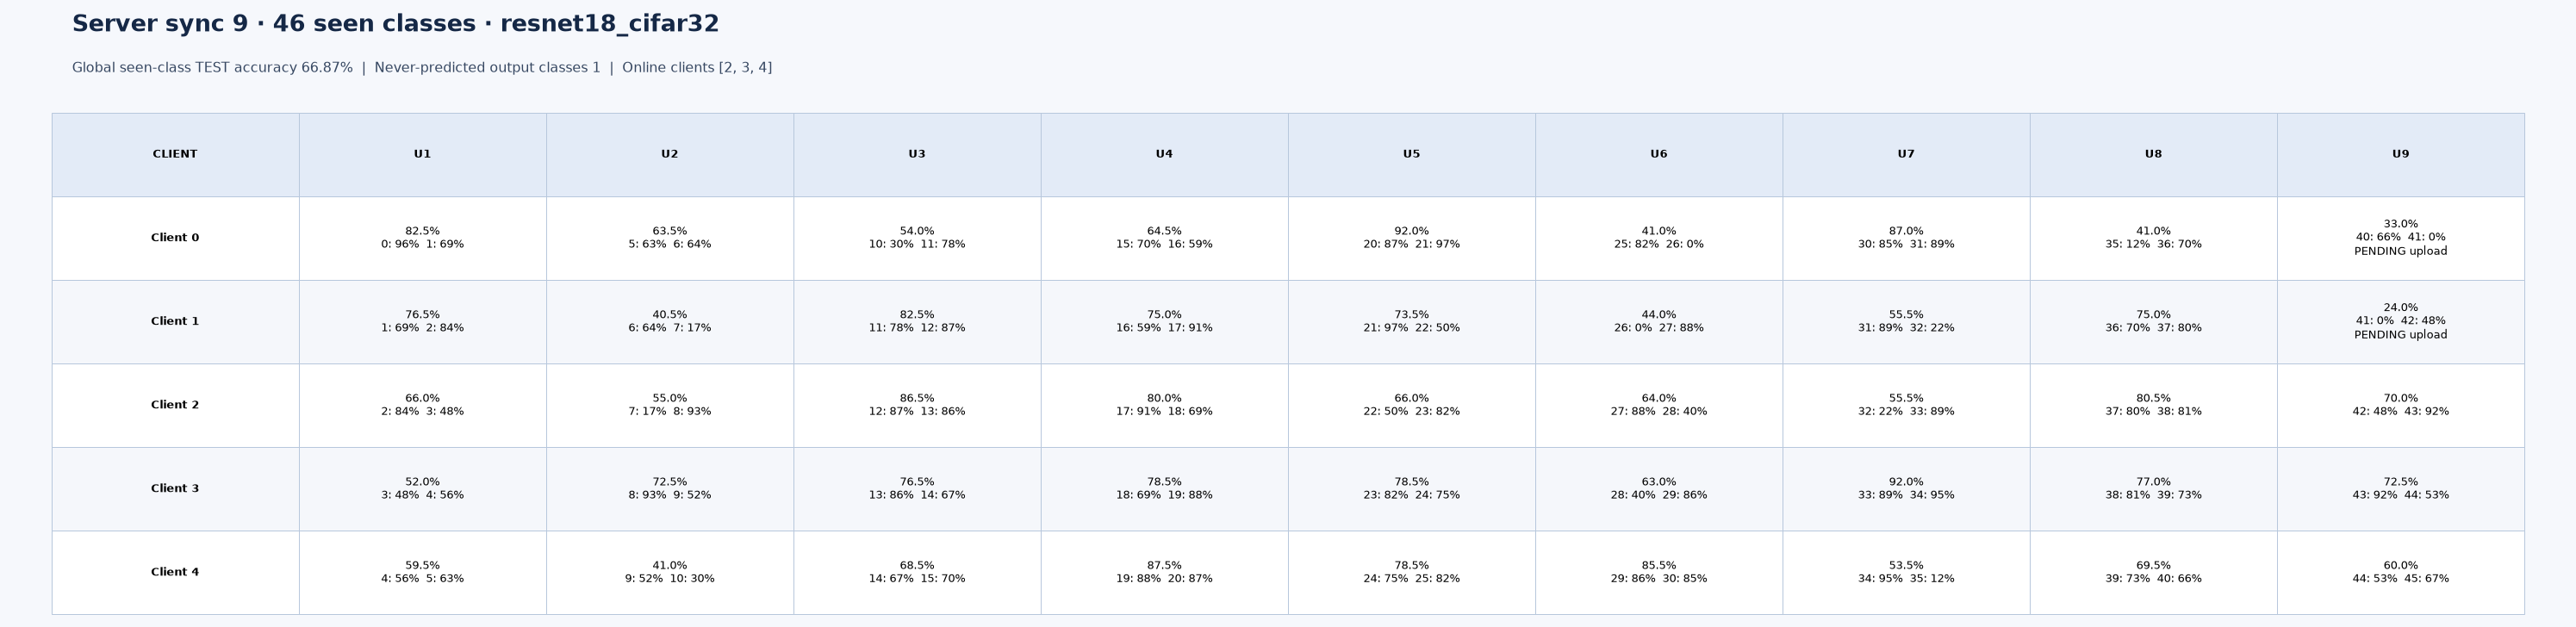 Server sync 9 · 46 seen classes · resnet18_cifar32
Global seen-class TEST accuracy 66.87% | Never-predicted output classes 1 | Online clients [2, 3, 4]
CLIENT U1 U2 U3 U4 U5 U6 U7 U8 U9
Client 0
82.5%
0: 96% 1: 69%
63.5%
5: 63% 6: 64%
54.0%
10: 30% 11: 78%
64.5%
15: 70% 16: 59%
92.0%
20: 87% 21: 97%
41.0%
25: 82% 26: 0%
87.0%
30: 85% 31: 89%
41.0%
35: 12% 36: 70%
33.0%
40: 66% 41: 0%
PENDING upload
Client 1
76.5%
1: 69% 2: 84%
40.5%
6: 64% 7: 17%
82.5%
11: 78% 12: 87%
75.0%
16: 59% 17: 91%
73.5%
21: 97% 22: 50%
44.0%
26: 0% 27: 88%
55.5%
31: 89% 32: 22%
75.0%
36: 70% 37: 80%
24.0%
41: 0% 42: 48%
PENDING upload
Client 2
66.0%
2: 84% 3: 48%
55.0%
7: 17% 8: 93%
86.5%
12: 87% 13: 86%
80.0%
17: 91% 18: 69%
66.0%
22: 50% 23: 82%
64.0%
27: 88% 28: 40%
55.5%
32: 22% 33: 89%
80.5%
37: 80% 38: 81%
70.0%
42: 48% 43: 92%
Client 3
52.0%
3: 48% 4: 56%
72.5%
8: 93% 9: 52%
76.5%
13: 86% 14: 67%
78.5%
18: 69% 19: 88%
78.5%
23: 82% 24: 75%
63.0%
28: 40% 29: 86%
92.0%
33: 89% 34: 95%
77.0%
38: 81% 39: 73%
72.5%
43: 92% 44: 53%
Client 4
59.5%
4: 56% 5: 63%
41.0%
9: 52% 10: 30%
68.5%
14: 67% 15: 70%
87.5%
19: 88% 20: 87%
78.5%
24: 75% 25: 82%
85.5%
29: 86% 30: 85%
53.5%
34: 95% 35: 12%
69.5%
39: 73% 40: 66%
60.0%
44: 53% 45: 67%